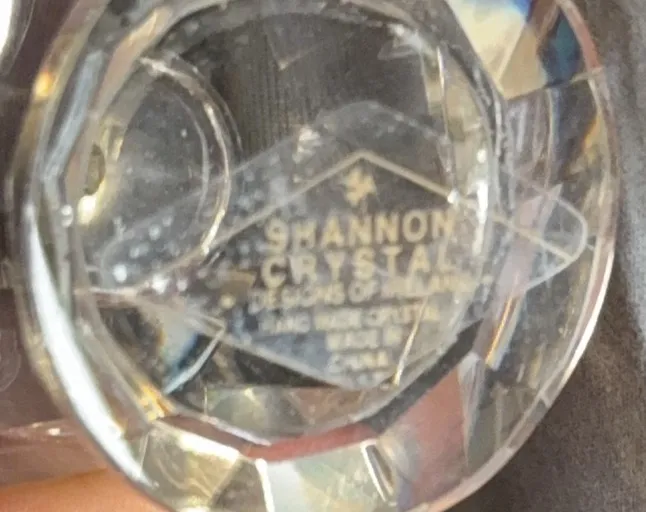 SHANNON
CRYSTAL
DESIGNS OF IRELAND
HAND MADE CRYSTAL
MADE IN
CHINA